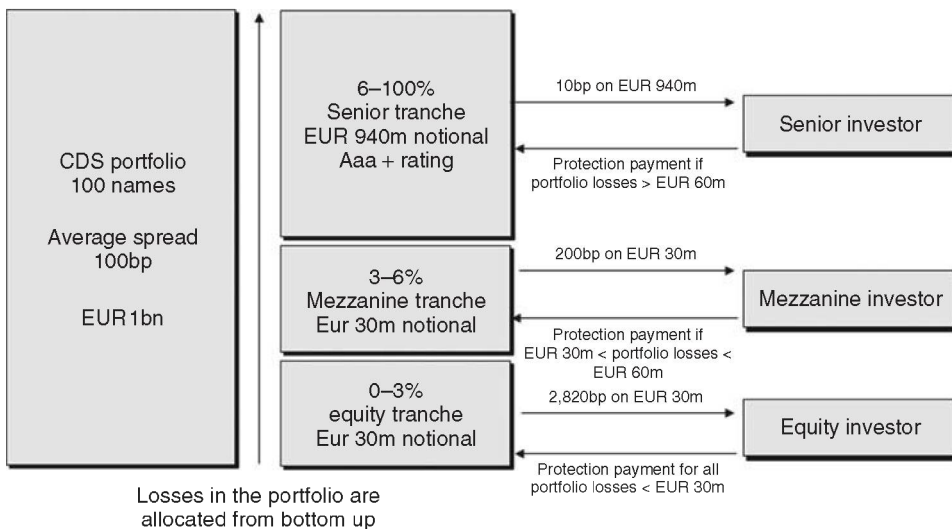 CDS portfolio
100 names
Average spread
100bp
EUR 1bn
6–100%
Senior tranche
EUR 940m notional
Aaa + rating
10bp on EUR 940m
Protection payment if
portfolio losses > EUR 60m
Senior investor
3–6%
Mezzanine tranche
Eur 30m notional
200bp on EUR 30m
Protection payment if
EUR 30m < portfolio losses <
EUR 60m
Mezzanine investor
0–3%
equity tranche
Eur 30m notional
2,820bp on EUR 30m
Protection payment for all
portfolio losses < EUR 30m
Equity investor
Losses in the portfolio are
allocated from bottom up